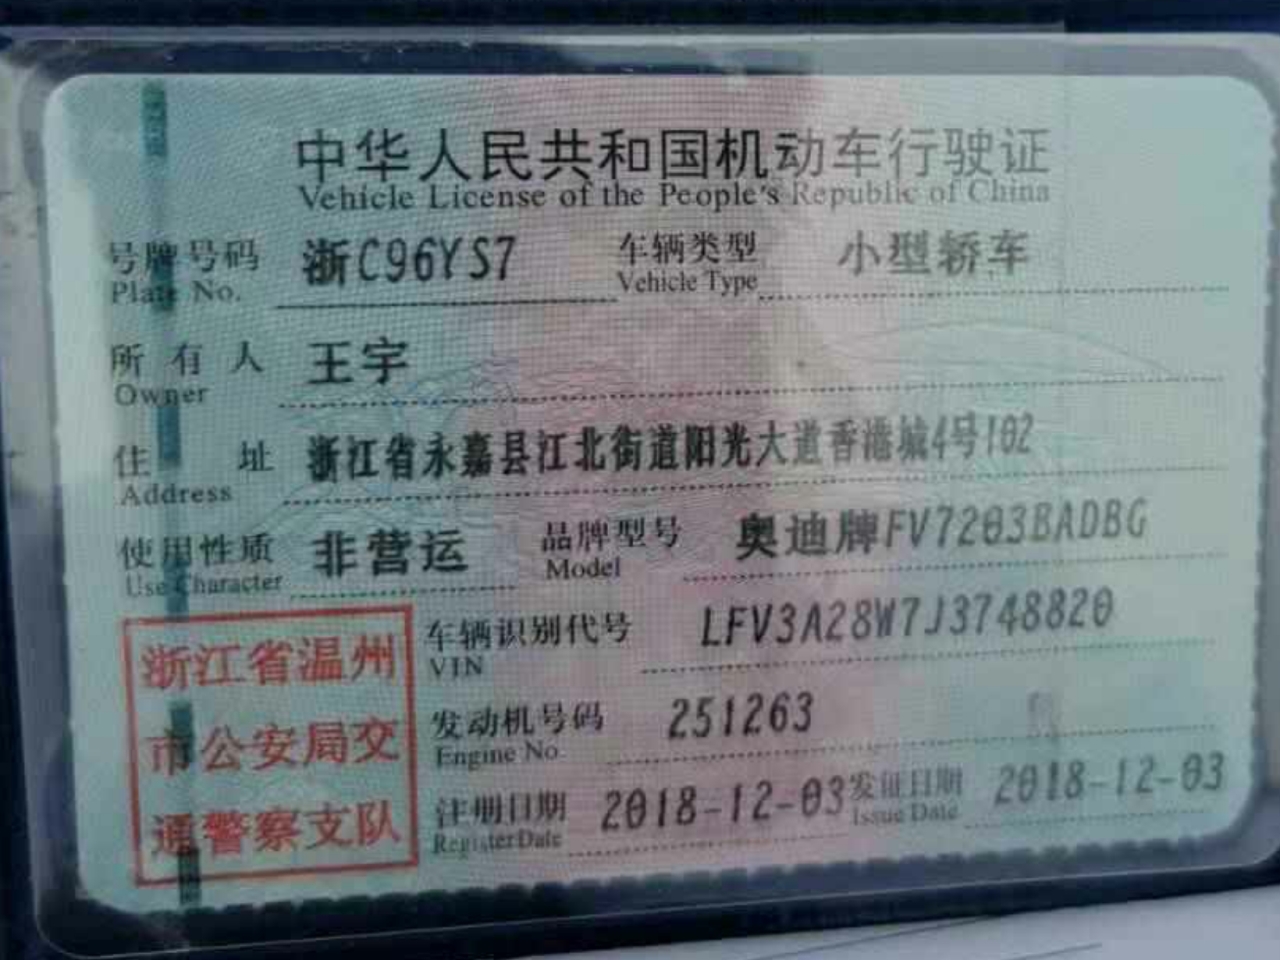 中华人民共和国机动车行驶证
Vehicle License of the People's Republic of China
号牌号码 浙C96YS7 车辆类型 小型轿车
Plate No. Vehicle Type
所有人 王宇
Owner
住址 浙江省永嘉县江北街道阳光大道香港城4号102
Address
使用性质 非营运 品牌型号 奥迪牌FV7203BADBG
Use Character Model
浙江省温州
市公安局交
通警察支队
车辆识别代号 LFV3A28W7J3748820
VIN
发动机号码 251263
Engine No.
注册日期 2018-12-03 发证日期 2018-12-03
Register Date Issue Date